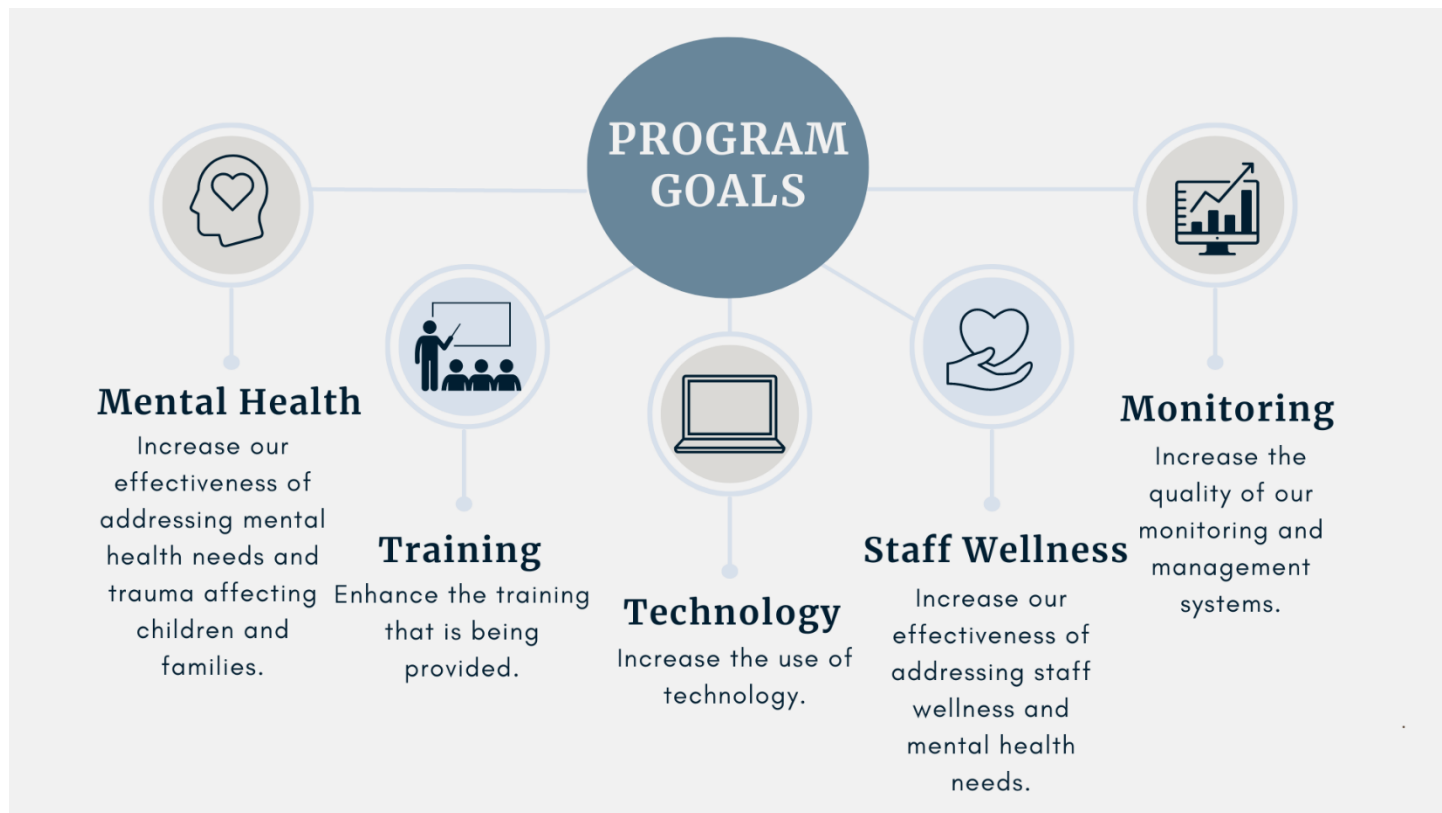 PROGRAM
GOALS
Mental Health
Increase our
effectiveness of
addressing mental
health needs and
trauma affecting
children and
families.
Training
Enhance the training
that is being
provided.
Technology
Increase the use of
technology.
Staff Wellness
Increase our
effectiveness of
addressing staff
wellness and
mental health
needs.
Monitoring
Increase the
quality of our
monitoring and
management
systems.
.